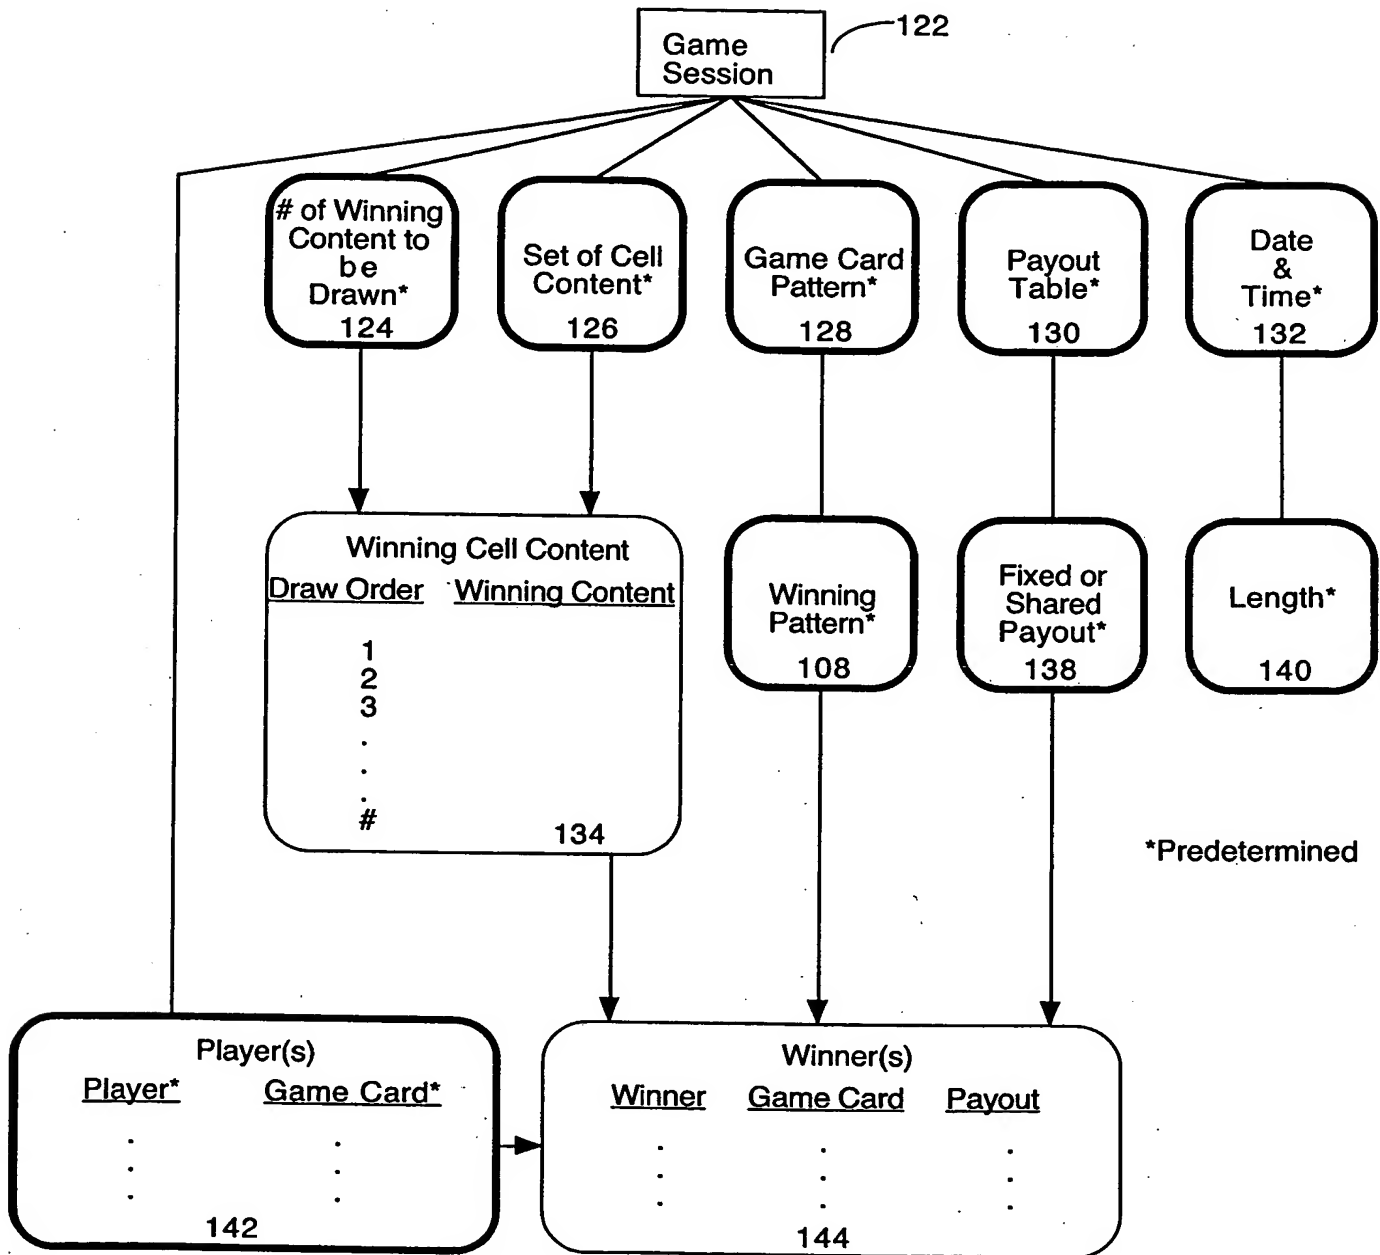 Game
Session
122
# of Winning
Content to
be
Drawn*
124
Set of Cell
Content*
126
Game Card
Pattern*
128
Payout
Table*
130
Date
&
Time*
132
Winning Cell Content
Draw Order Winning Content
1
2
3
.
.
.
#
134
Winning
Pattern*
108
Fixed or
Shared
Payout*
138
Length*
140
*Predetermined
Player(s)
Player* Game Card*
. .
. .
. .
142
Winner(s)
Winner Game Card Payout
. . .
. . .
. . .
144